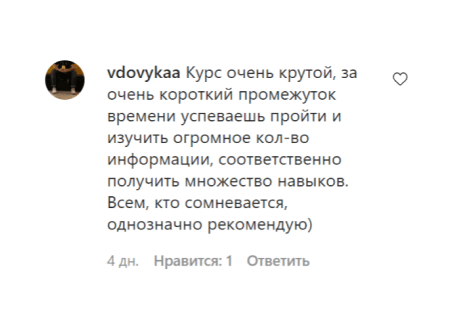 vdovykaa Курс очень крутой, за
очень короткий промежуток
времени успеваешь пройти и
изучить огромное кол-во
информации, соответственно
получить множество навыков.
Всем, кто сомневается,
однозначно рекомендую)
4 дн. Нравится: 1 Ответить